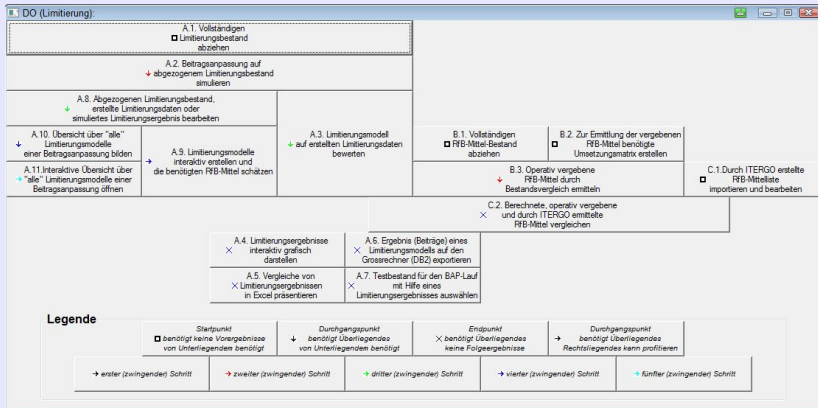 DO (Limitierung):
A.1. Vollständigen
Limitierungsbestand
abziehen
A.2. Beitragsanpassung auf
abgezogenem Limitierungsbestand
simulieren
A.8. Abgezogenen Limitierungsbestand,
erstellte Limitierungsdaten oder
simuliertes Limitierungsergebnis bearbeiten
A.10. Übersicht über "alle"
Limitierungsmodelle
einer Beitragsanpassung bilden
A.9. Limitierungsmodelle
interaktiv erstellen und
die benötigten RfB-Mittel schätzen
A.3. Limitierungsmodell
auf erstellten Limitierungsdaten
bewerten
B.1. Vollständigen
RfB-Mittel-Bestand
abziehen
B.2. Zur Ermittlung der vergebenen
RfB-Mittel benötigte
Umsetzungsmatrix erstellen
A.11.Interaktive Übersicht über
"alle" Limitierungsmodelle einer
Beitragsanpassung öffnen
B.3. Operativ vergebene
RfB-Mittel durch
Bestandsvergleich ermitteln
C.1.Durch ITERGO erstellte
RfB-Mittelliste
importieren und bearbeiten
C.2. Berechnete, operativ vergebene
und durch ITERGO ermittelte
RfB-Mittel vergleichen
A.4. Limitierungsergebnisse
interaktiv grafisch
darstellen
A.6. Ergebnis (Beiträge) eines
Limitierungsmodells auf den
Grossrechner (DB2) exportieren
A.5. Vergleiche von
Limitierungsergebnissen
in Excel präsentieren
A.7. Testbestand für den BAP-Lauf
mit Hilfe eines
Limitierungsergebnisses auswählen
Legende
Startpunkt
benötigt keine Vorergebnisse
von Unterliegendem benötigt
Durchgangspunkt
benötigt Überliegendes
von Unterliegendem benötigt
Endpunkt
benötigt Überliegendes
keine Folgeergebnisse
Durchgangspunkt
benötigt Überliegendes
Rechtsliegendes kann profitieren
erster (zwingender) Schritt
zweiter (zwingender) Schritt
dritter (zwingender) Schritt
vierter (zwingender) Schritt
fünfter (zwingender) Schritt